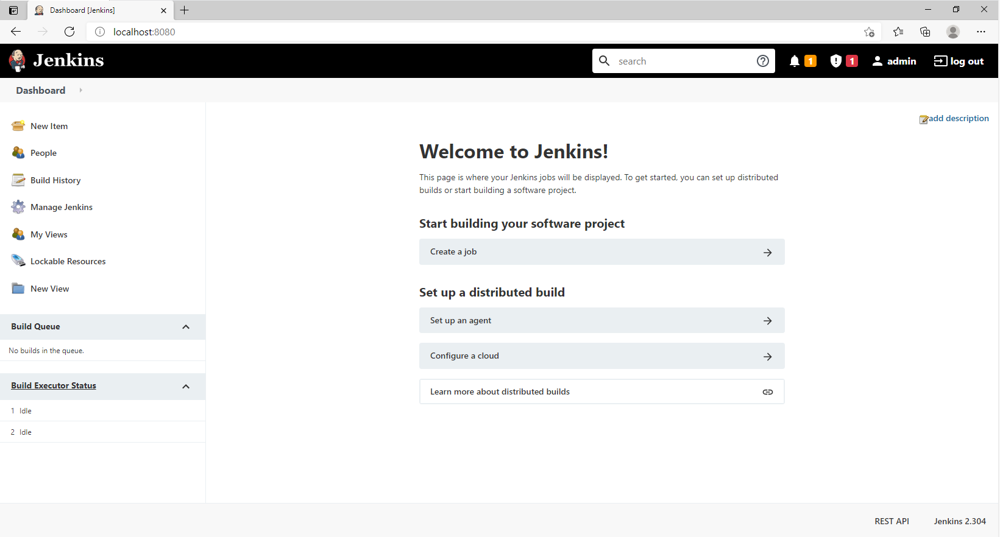 Dashboard [Jenkins]
localhost:8080
Jenkins
search
1
1
admin
log out
Dashboard
New Item
People
Build History
Manage Jenkins
My Views
Lockable Resources
New View
Build Queue
No builds in the queue.
Build Executor Status
1 Idle
2 Idle
add description
Welcome to Jenkins!
This page is where your Jenkins jobs will be displayed. To get started, you can set up distributed
builds or start building a software project.
Start building your software project
Create a job
Set up a distributed build
Set up an agent
Configure a cloud
Learn more about distributed builds
REST API
Jenkins 2.304